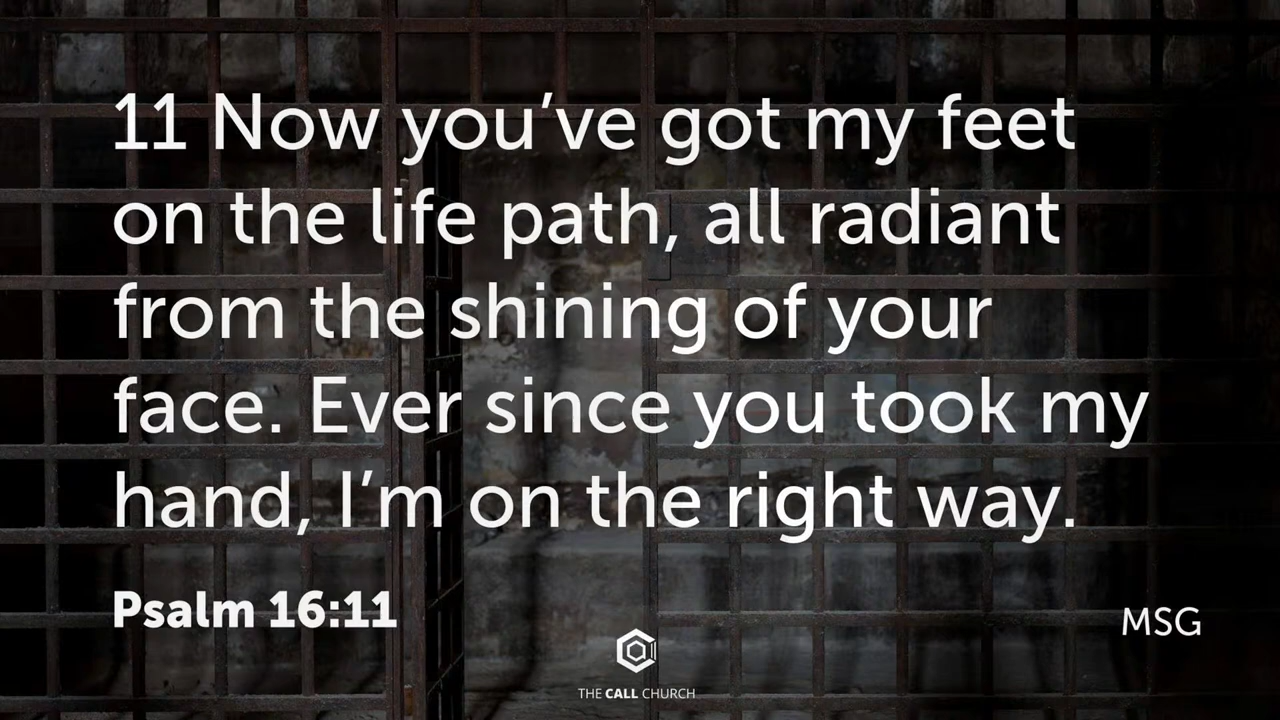 11 Now you’ve got my feet
on the life path, all radiant
from the shining of your
face. Ever since you took my
hand, I’m on the right way.
Psalm 16:11
MSG
THE CALL CHURCH